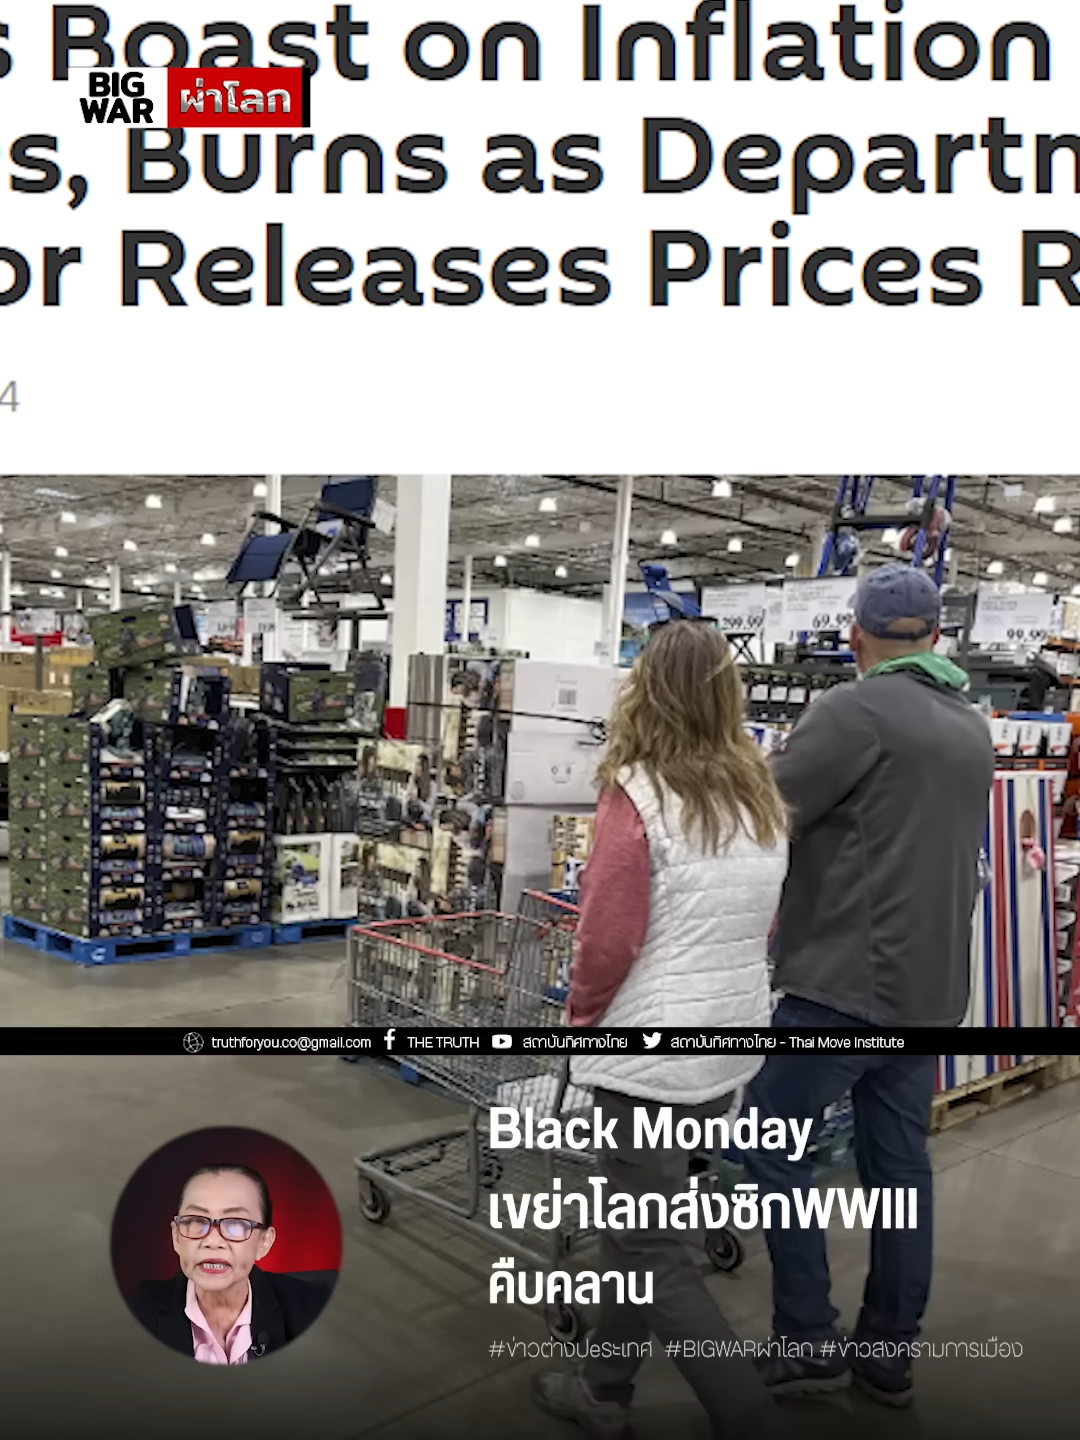 s Boast on Inflation
BIG WAR ผ่าโลก
s, Burns as Departm
or Releases Prices R
4
299.99
69.99
99.99
truthforyou.co@gmail.com THE TRUTH สถาบันทิศทางไทย สถาบันทิศทางไทย - Thai Move Institute
Black Monday
เขย่าโลกส่งซิกWWIII
คืบคลาน
#ข่าวต่างประเทศ #BIGWARผ่าโลก #ข่าวสงครามการเมือง